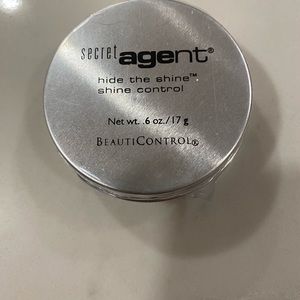 secret agent®
hide the shine™
shine control
Net wt. .6 oz./17 g
BEAUTICONTROL®